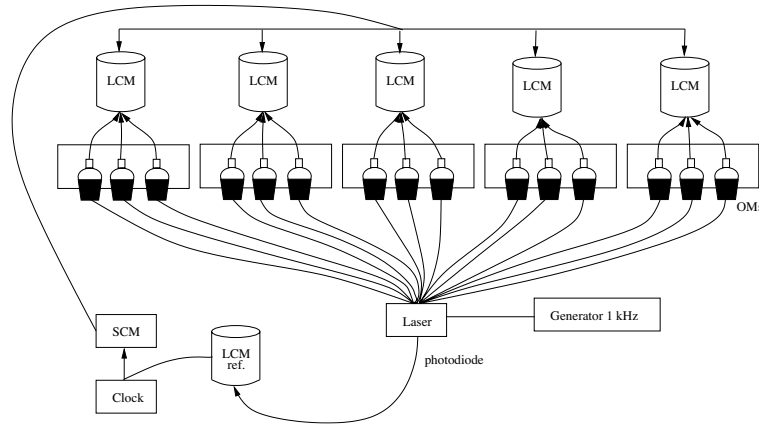 LCM
LCM
LCM
LCM
LCM
OMs
Laser
Generator 1 kHz
SCM
LCM
ref.
photodiode
Clock